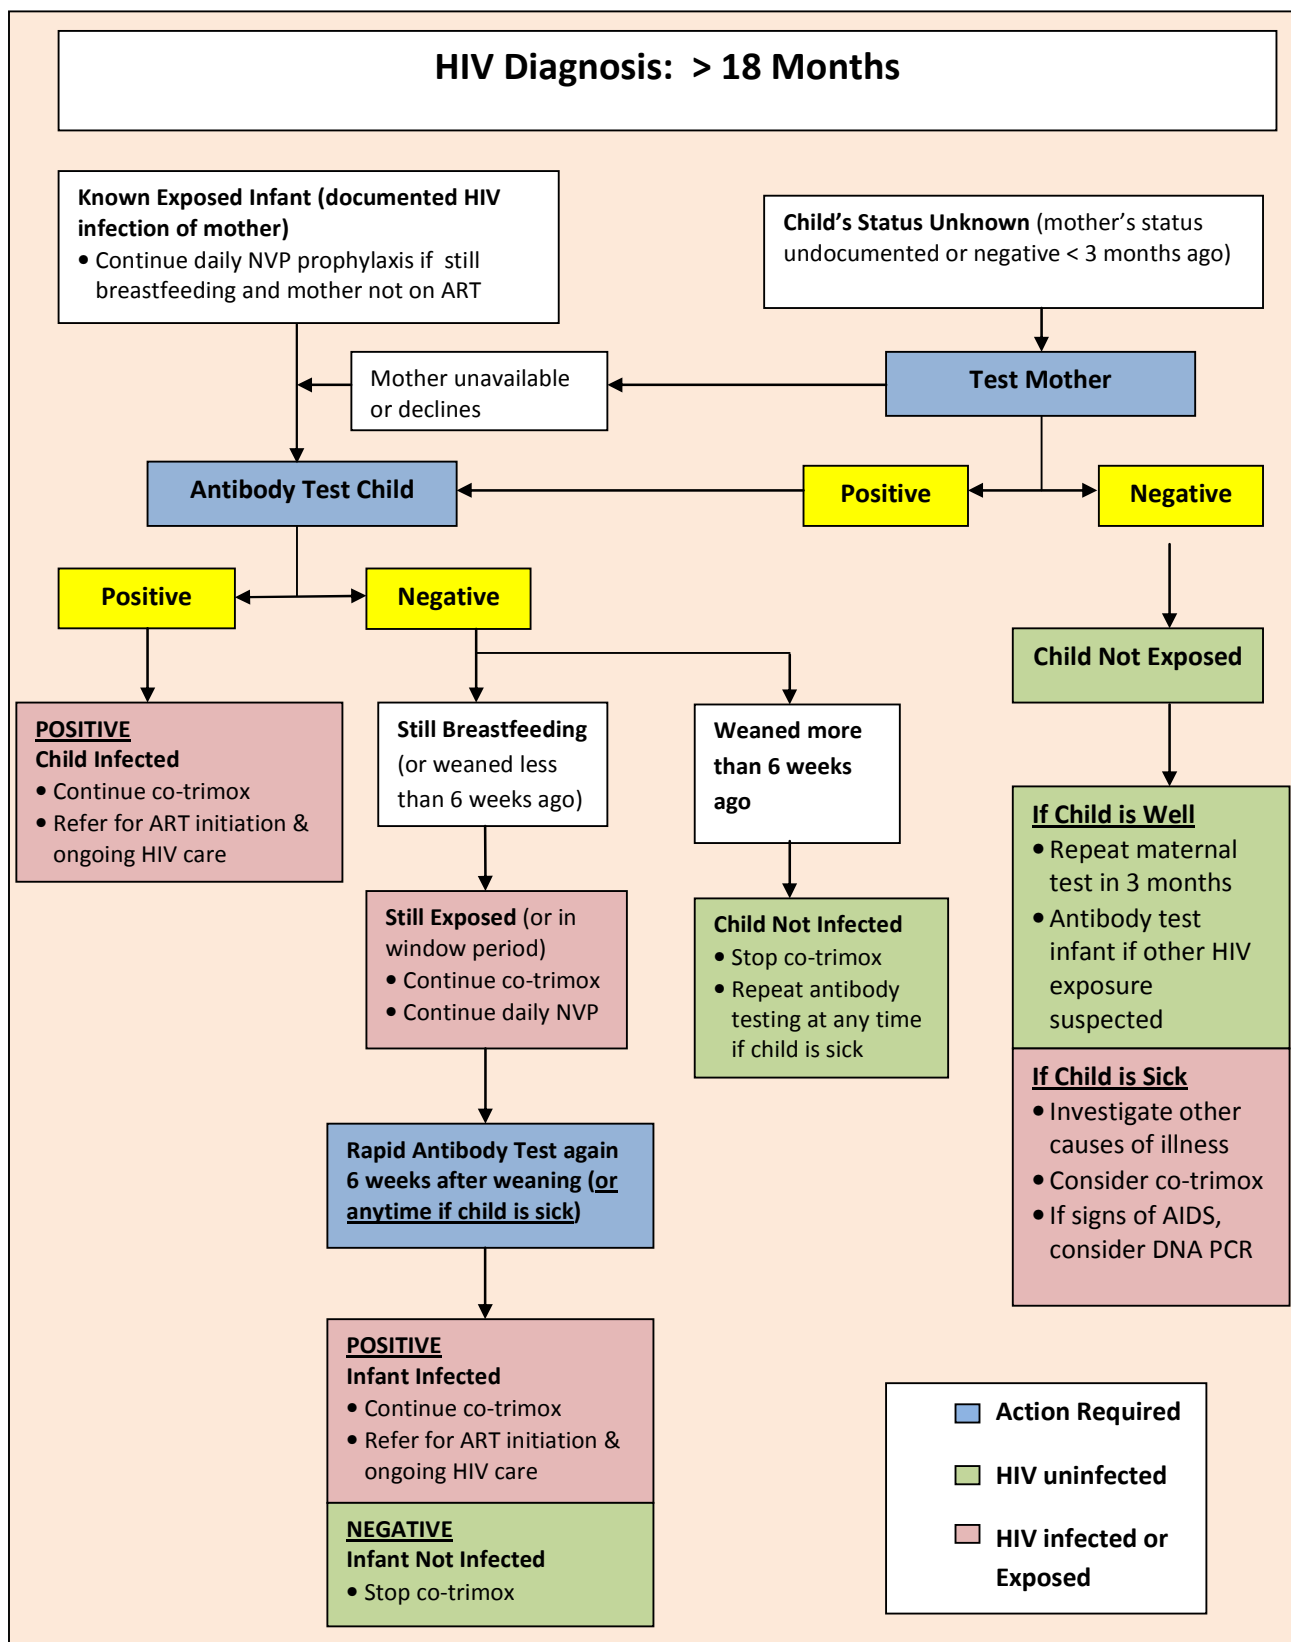 HIV Diagnosis:  > 18 Months
Known Exposed Infant (documented HIV
infection of mother)
• Continue daily NVP prophylaxis if  still
breastfeeding and mother not on ART
Child's Status Unknown (mother's status
undocumented or negative < 3 months ago)
Mother unavailable
or declines
Test Mother
Antibody Test Child
Positive
Negative
Positive
Negative
Child Not Exposed
POSITIVE
Child Infected
• Continue co-trimox
• Refer for ART initiation &
ongoing HIV care
Still Breastfeeding
(or weaned less
than 6 weeks ago)
Weaned more
than 6 weeks
ago
If Child is Well
• Repeat maternal
test in 3 months
• Antibody test
infant if other HIV
exposure
suspected
Still Exposed (or in
window period)
• Continue co-trimox
• Continue daily NVP
Child Not Infected
• Stop co-trimox
• Repeat antibody
testing at any time
if child is sick
If Child is Sick
• Investigate other
causes of illness
• Consider co-trimox
• If signs of AIDS,
consider DNA PCR
Rapid Antibody Test again
6 weeks after weaning (or
anytime if child is sick)
POSITIVE
Infant Infected
• Continue co-trimox
• Refer for ART initiation &
ongoing HIV care
NEGATIVE
Infant Not Infected
• Stop co-trimox
Action Required
HIV uninfected
HIV infected or
Exposed